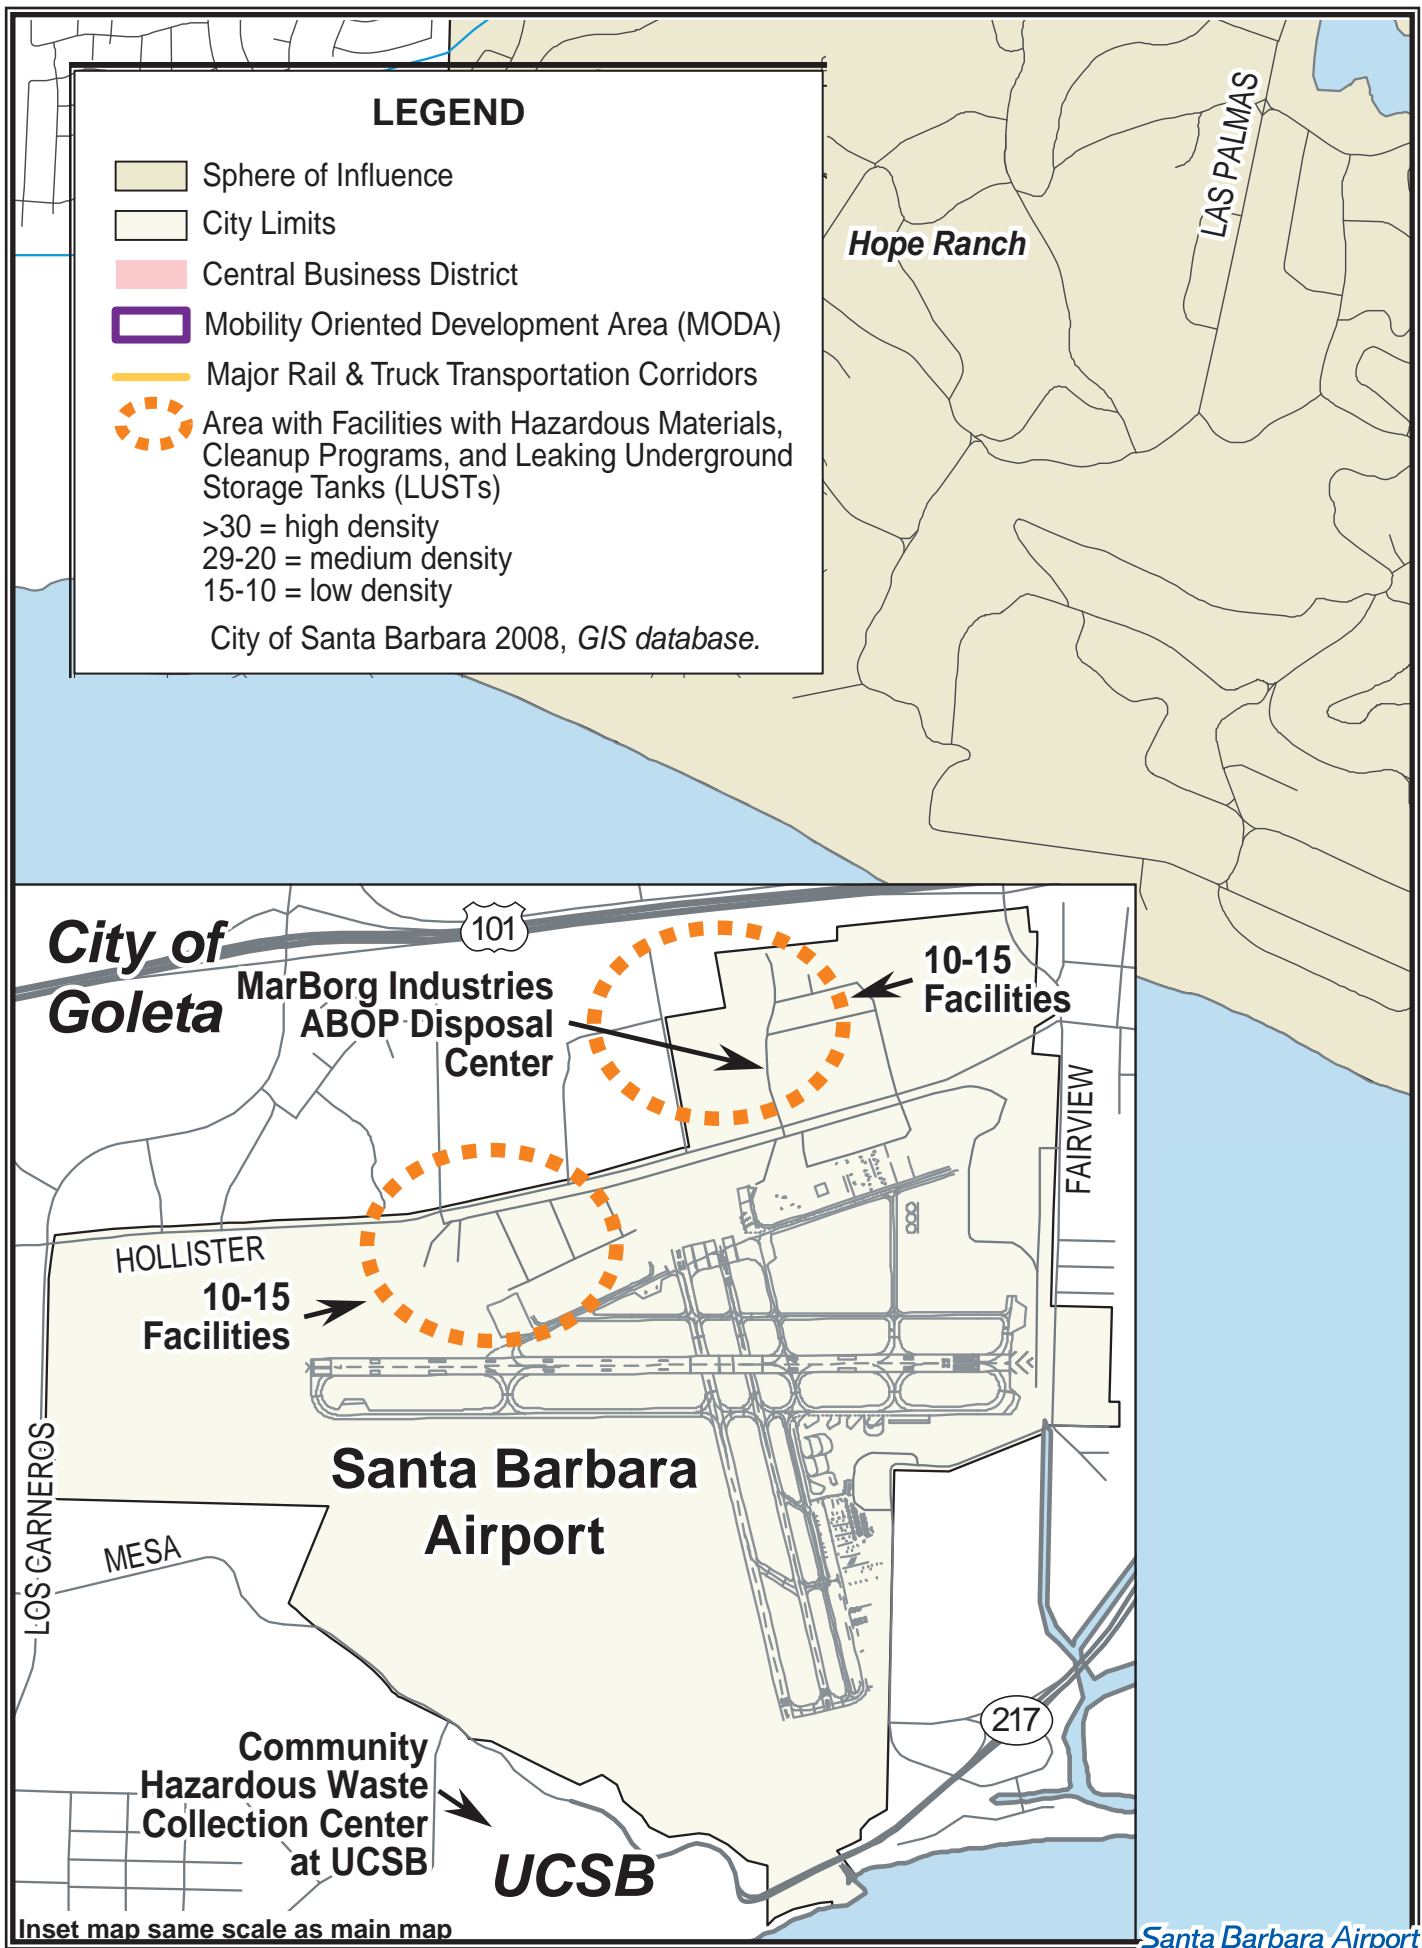 LEGEND
Sphere of Influence
City Limits
Central Business District
Mobility Oriented Development Area (MODA)
Major Rail & Truck Transportation Corridors
Area with Facilities with Hazardous Materials,
Cleanup Programs, and Leaking Underground
Storage Tanks (LUSTs)
>30 = high density
29-20 = medium density
15-10 = low density
City of Santa Barbara 2008, GIS database.
LAS PALMAS
Hope Ranch
City of
Goleta
101
MarBorg Industries
ABOP Disposal
Center
10-15
Facilities
FAIRVIEW
HOLLISTER
10-15
Facilities
LOS CARNEROS
Santa Barbara
Airport
MESA
217
Community
Hazardous Waste
Collection Center
at UCSB
UCSB
Inset map same scale as main map
Santa Barbara Airport